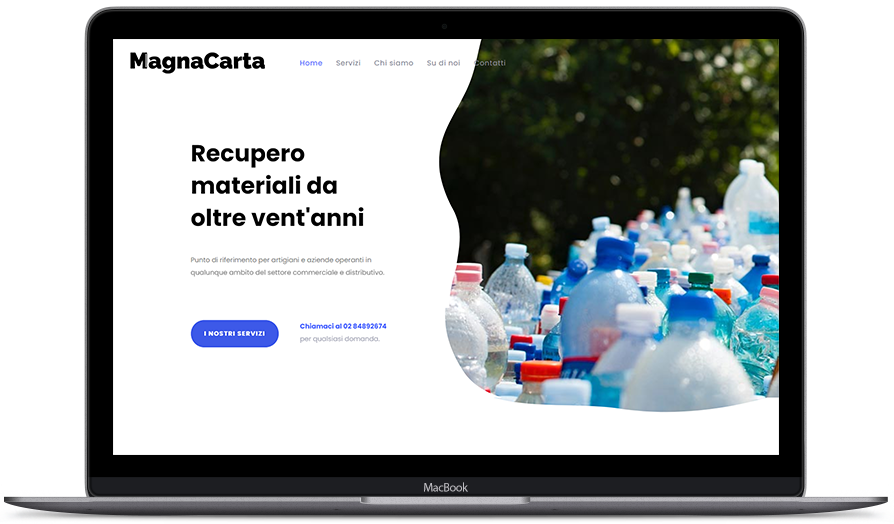 MagnaCarta
Home Servizi Chi siamo Su di noi Contatti
Recupero
materiali da
oltre vent'anni
Punto di riferimento per artigiani e aziende operanti in
qualunque ambito del settore commerciale e distributivo.
I NOSTRI SERVIZI
Chiamaci al 02 84892674
per qualsiasi domanda.
MacBook